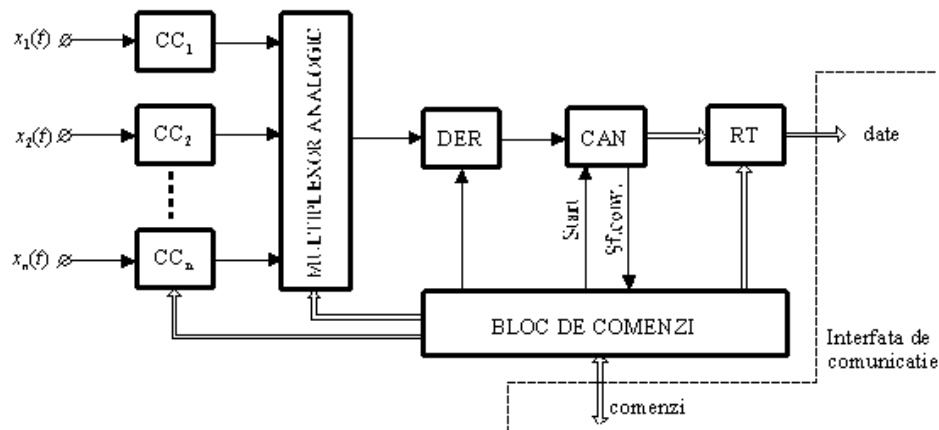 x₁(f)
CC₁
x₂(f)
CC₂
xₙ(f)
CCₙ
MULTIPLEXOR ANALOGIC
DER
CAN
RT
date
Start
Sf.conv.
BLOC DE COMENZI
Interfata de
comunicatie
comenzi